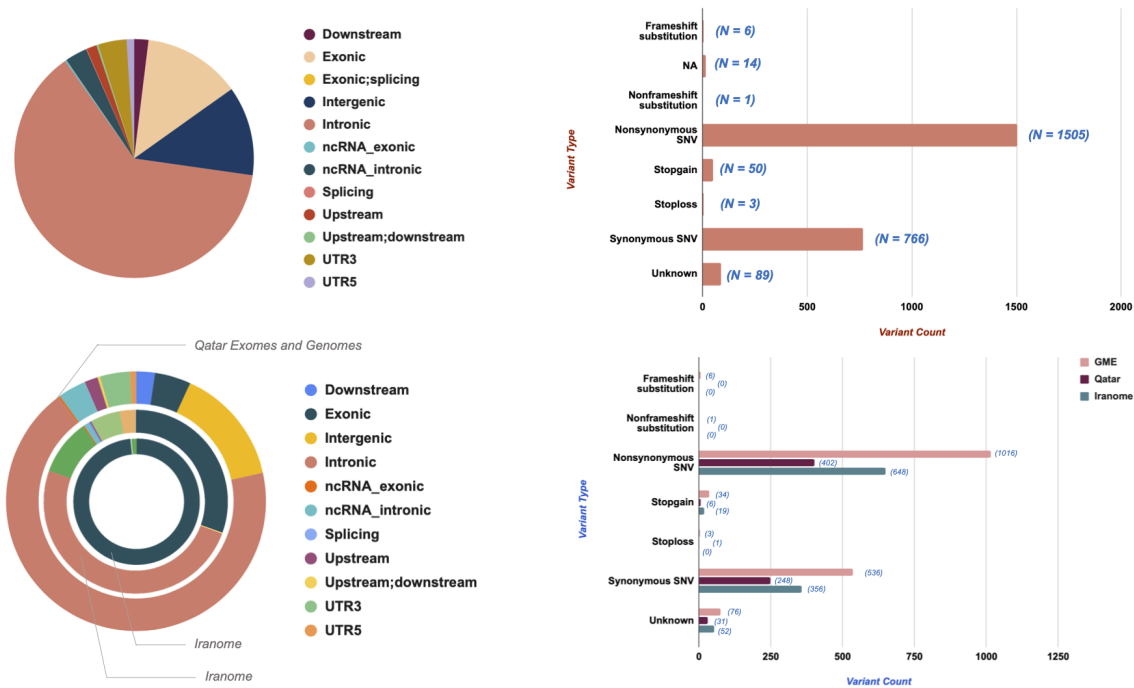 Downstream
Exonic
Exonic;splicing
Intergenic
Intronic
ncRNA_exonic
ncRNA_intronic
Splicing
Upstream
Upstream;downstream
UTR3
UTR5
Variant Type
Frameshift
substitution
(N = 6)
NA
(N = 14)
Nonframeshift
substitution
(N = 1)
Nonsynonymous
SNV
(N = 1505)
Stopgain
(N = 50)
Stoploss
(N = 3)
Synonymous SNV
(N = 766)
Unknown
(N = 89)
0 500 1000 1500 2000
Variant Count
Qatar Exomes and Genomes
Downstream
Exonic
Intergenic
Intronic
ncRNA_exonic
ncRNA_intronic
Splicing
Upstream
Upstream;downstream
UTR3
UTR5
Iranome
Iranome
GME
Qatar
Iranome
Variant Type
Frameshift
substitution
(6)
(0)
(0)
Nonframeshift
substitution
(1)
(0)
(0)
Nonsynonymous
SNV
(1016)
(402)
(648)
Stopgain
(34)
(6)
(19)
Stoploss
(3)
(1)
(0)
Synonymous SNV
(536)
(248)
(356)
Unknown
(76)
(31)
(52)
0 250 500 750 1000 1250
Variant Count